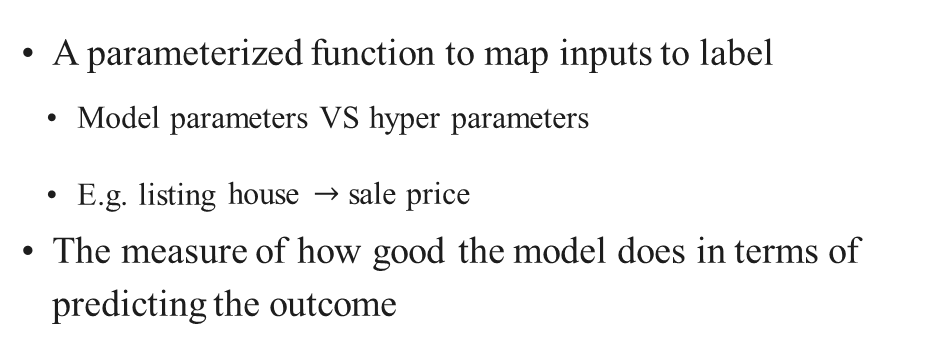 • A parameterized function to map inputs to label
• Model parameters VS hyper parameters
• E.g. listing house → sale price
• The measure of how good the model does in terms of
predicting the outcome